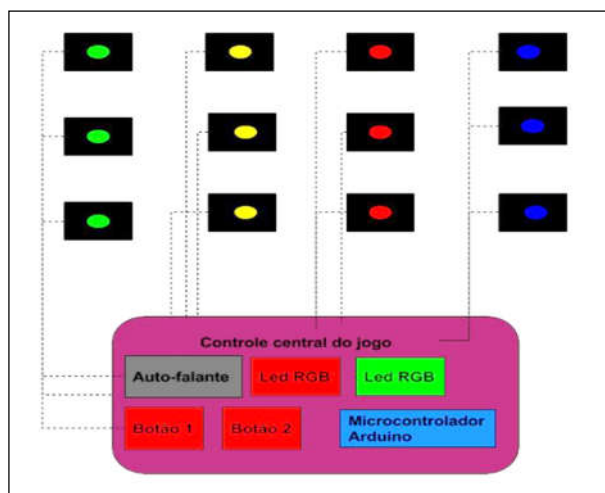 Controle central do jogo
Auto-falante
Led RGB
Led RGB
Botao 1
Botao 2
Microcontrolador
Arduino